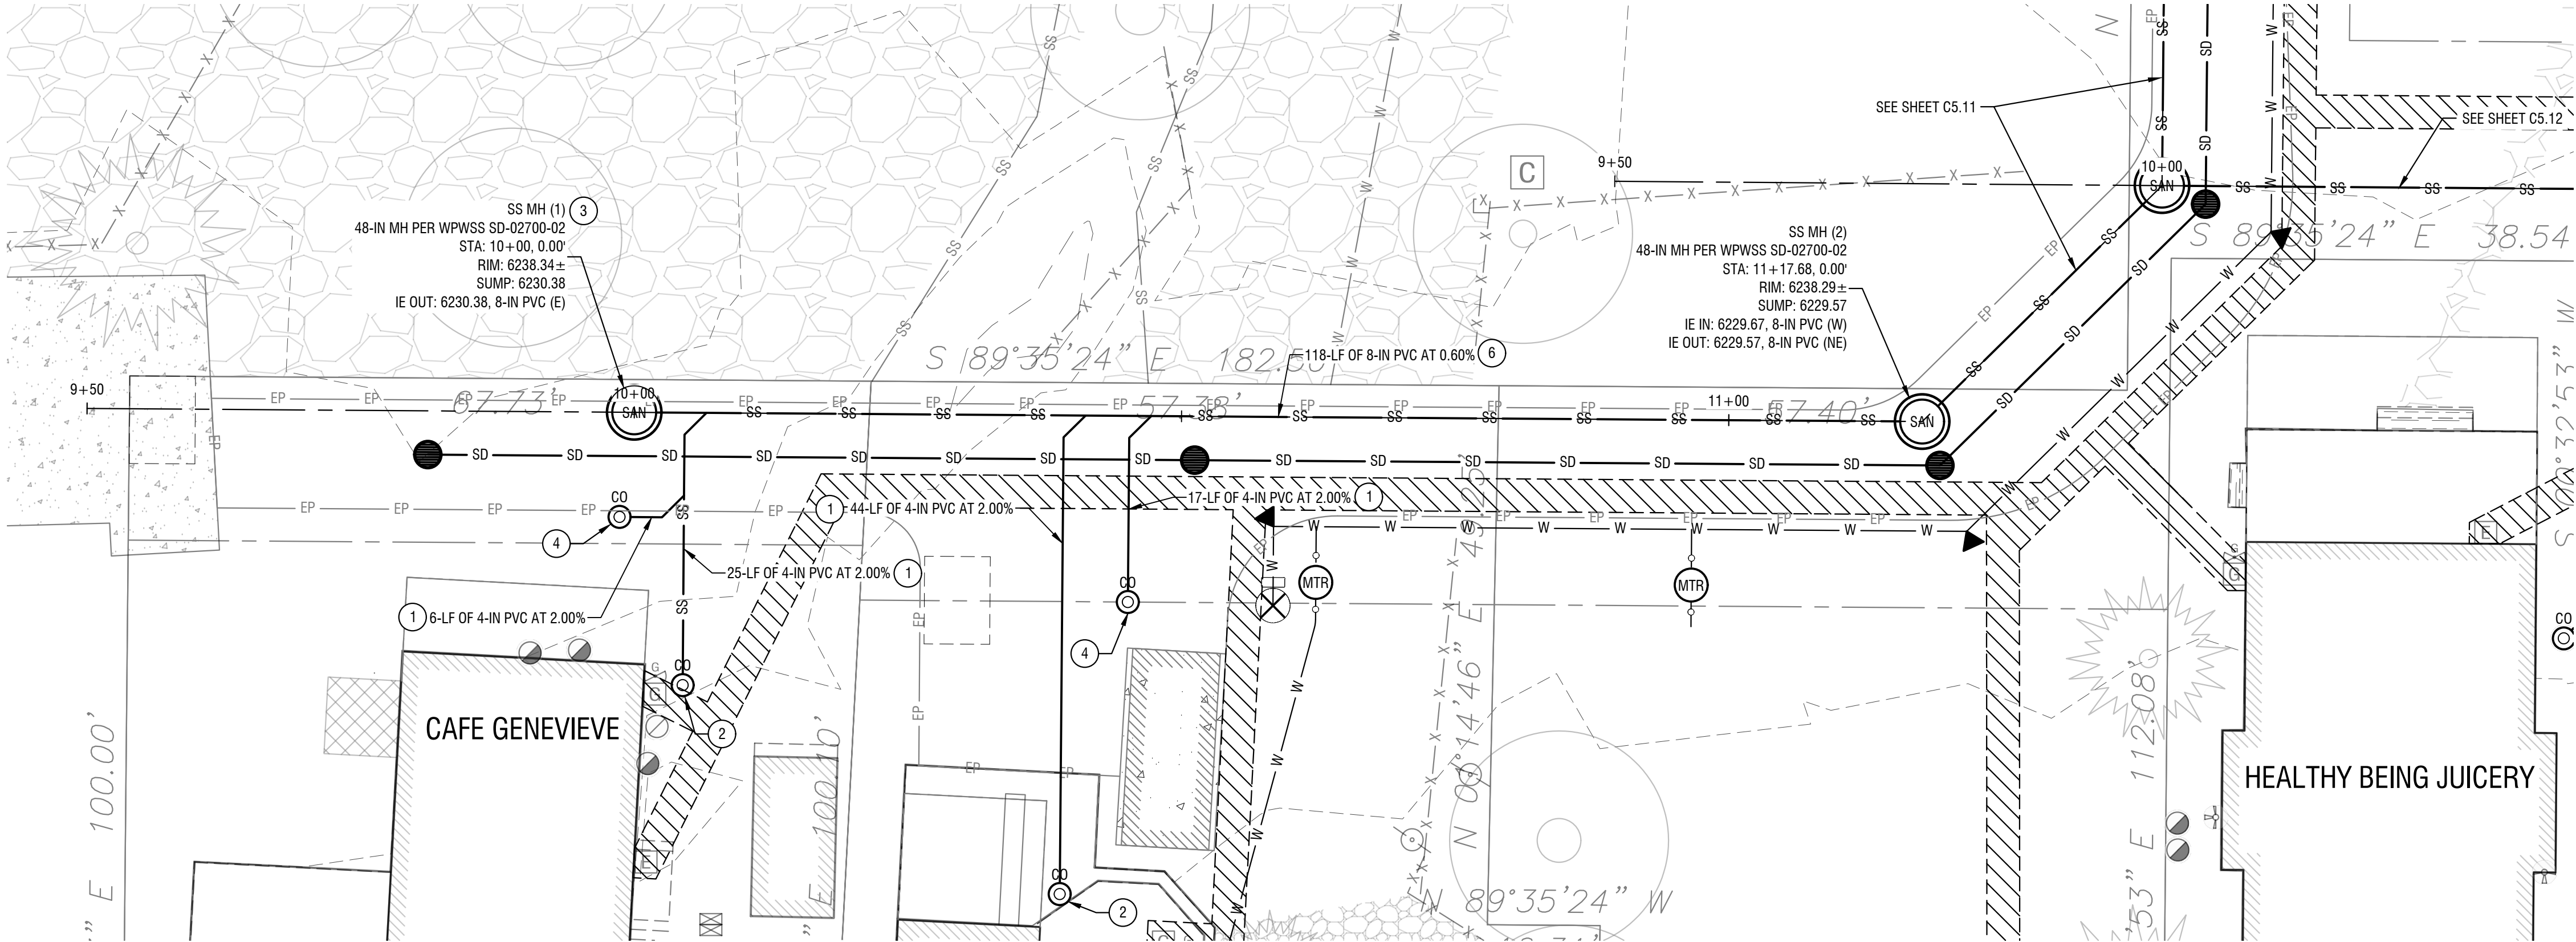 SEE SHEET C5.11
SEE SHEET C5.12
9+50
C
10+00
SAN
S 89°35'24" E 38.54
SS MH (1) 3
48-IN MH PER WPWSS SD-02700-02
STA: 10+00, 0.00'
RIM: 6238.34±
SUMP: 6230.38
IE OUT: 6230.38, 8-IN PVC (E)
SS MH (2)
48-IN MH PER WPWSS SD-02700-02
STA: 11+17.68, 0.00'
RIM: 6238.29±
SUMP: 6229.57
IE IN: 6229.67, 8-IN PVC (W)
IE OUT: 6229.57, 8-IN PVC (NE)
S 89°35'24" E
118-LF OF 8-IN PVC AT 0.60% 6
9+50
67.73'
10+00
SAN
57.38'
11+00
57.40'
SAN
CO
4
1 44-LF OF 4-IN PVC AT 2.00%
17-LF OF 4-IN PVC AT 2.00% 1
25-LF OF 4-IN PVC AT 2.00% 1
1 6-LF OF 4-IN PVC AT 2.00%
CO
4
MTR
MTR
CO
G
2
CAFE GENEVIEVE
HEALTHY BEING JUICERY
E 100.00'
E 100.10'
E 112.08'
CO
2
E
G
E
CO
N 89°35'24" W